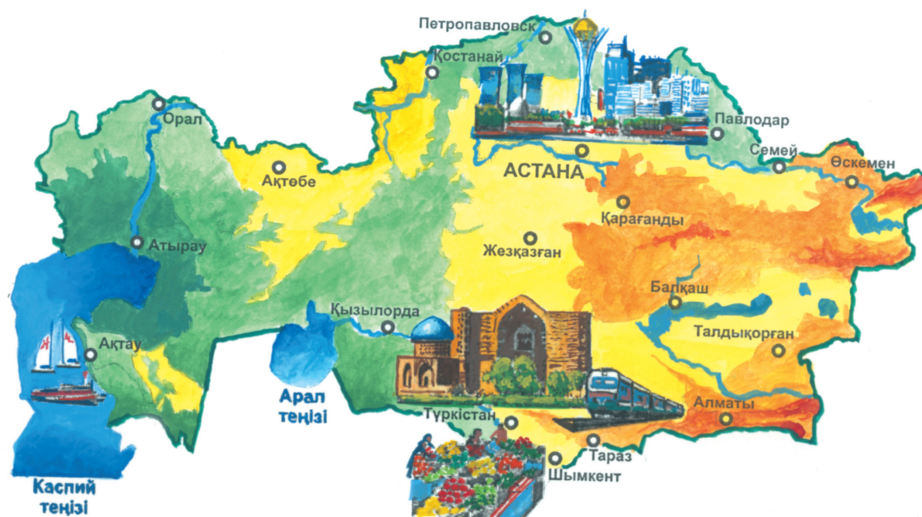 Петропавловск
Қостанай
Орал
Павлодар
Семей
АСТАНА
Өскемен
Ақтөбе
Қарағанды
Атырау
Жезқазған
Балқаш
Қызылорда
Талдықорған
Ақтау
Арал
теңізі
Түркістан
Алматы
Тараз
Шымкент
Каспий
теңізі